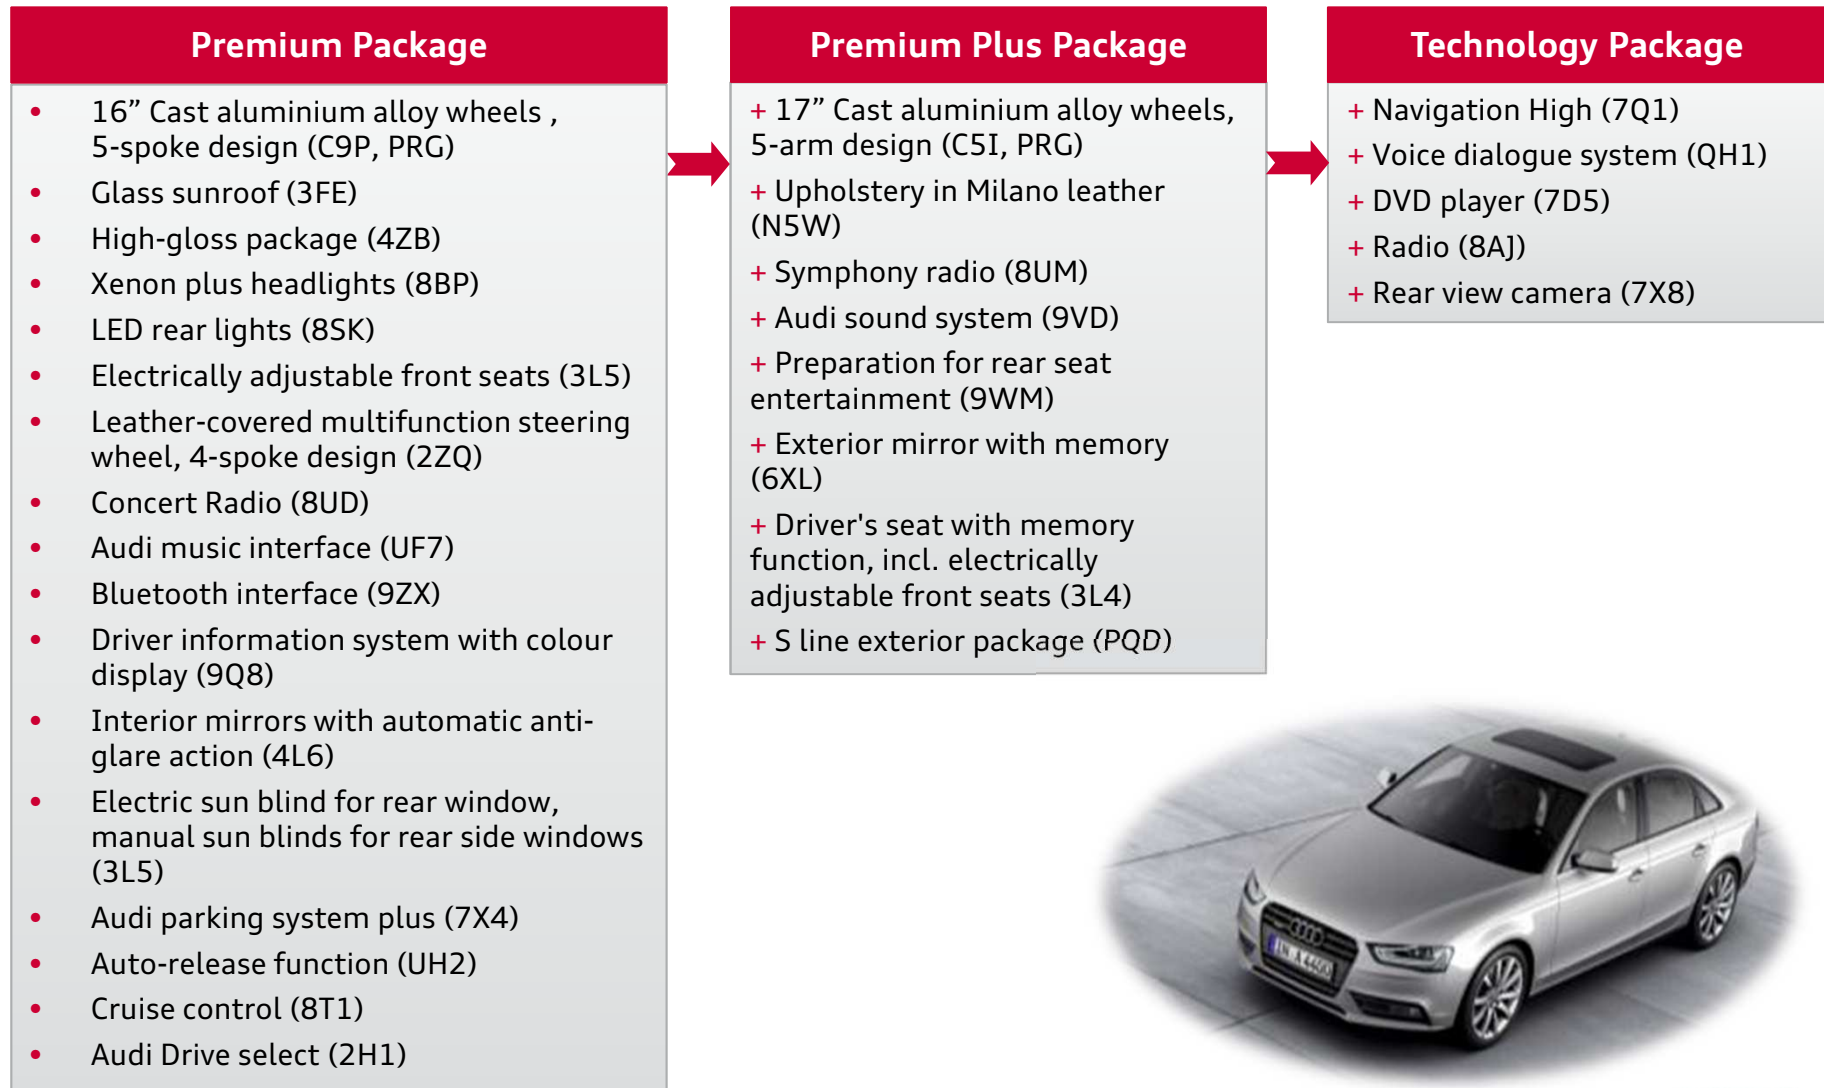 Premium Package
• 16” Cast aluminium alloy wheels ,
5-spoke design (C9P, PRG)
• Glass sunroof (3FE)
• High-gloss package (4ZB)
• Xenon plus headlights (8BP)
• LED rear lights (8SK)
• Electrically adjustable front seats (3L5)
• Leather-covered multifunction steering
wheel, 4-spoke design (2ZQ)
• Concert Radio (8UD)
• Audi music interface (UF7)
• Bluetooth interface (9ZX)
• Driver information system with colour
display (9Q8)
• Interior mirrors with automatic anti-
glare action (4L6)
• Electric sun blind for rear window,
manual sun blinds for rear side windows
(3L5)
• Audi parking system plus (7X4)
• Auto-release function (UH2)
• Cruise control (8T1)
• Audi Drive select (2H1)
Premium Plus Package
+ 17” Cast aluminium alloy wheels,
5-arm design (C5I, PRG)
+ Upholstery in Milano leather
(N5W)
+ Symphony radio (8UM)
+ Audi sound system (9VD)
+ Preparation for rear seat
entertainment (9WM)
+ Exterior mirror with memory
(6XL)
+ Driver's seat with memory
function, incl. electrically
adjustable front seats (3L4)
+ S line exterior package (PQD)
Technology Package
+ Navigation High (7Q1)
+ Voice dialogue system (QH1)
+ DVD player (7D5)
+ Radio (8AJ)
+ Rear view camera (7X8)